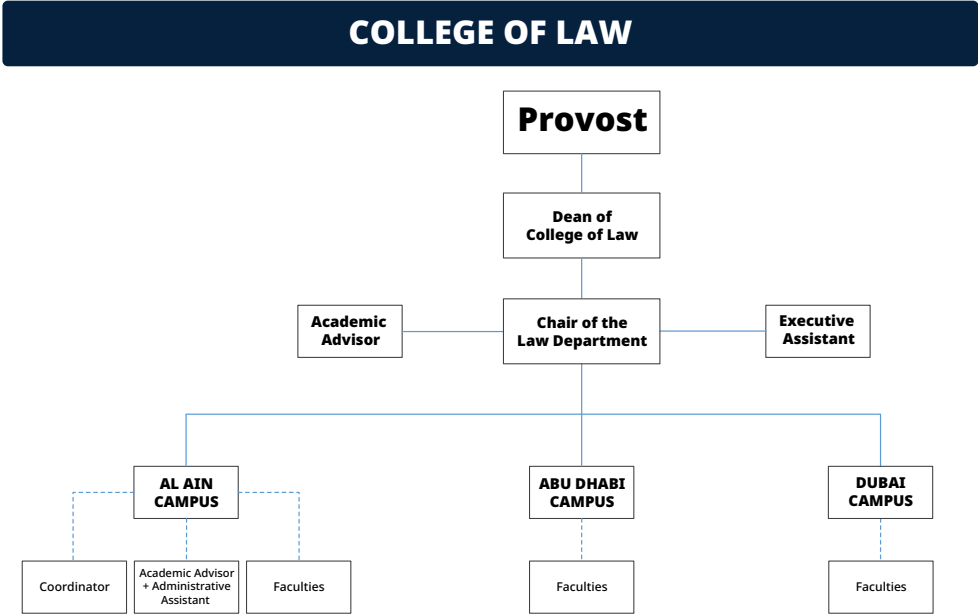 COLLEGE OF LAW
Provost
Dean of
College of Law
Academic
Advisor
Chair of the
Law Department
Executive
Assistant
AL AIN
CAMPUS
ABU DHABI
CAMPUS
DUBAI
CAMPUS
Coordinator
Academic Advisor
+ Administrative
Assistant
Faculties
Faculties
Faculties